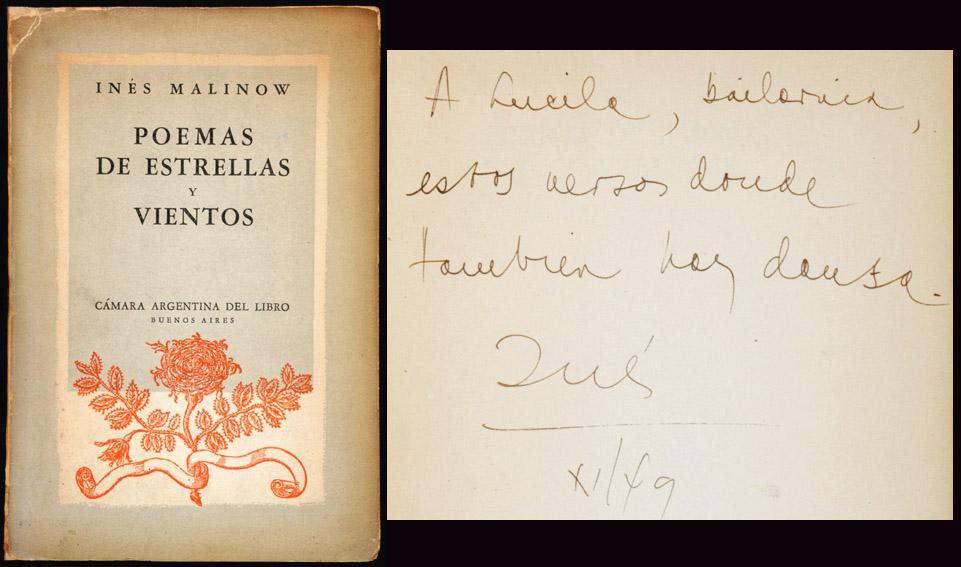 INÉS MALINOW
POEMAS
DE ESTRELLAS
Y
VIENTOS
CÁMARA ARGENTINA DEL LIBRO
BUENOS AIRES
A Lucila, bailarina,
estos versos donde
tambien hay danza.
Inés
XI/49